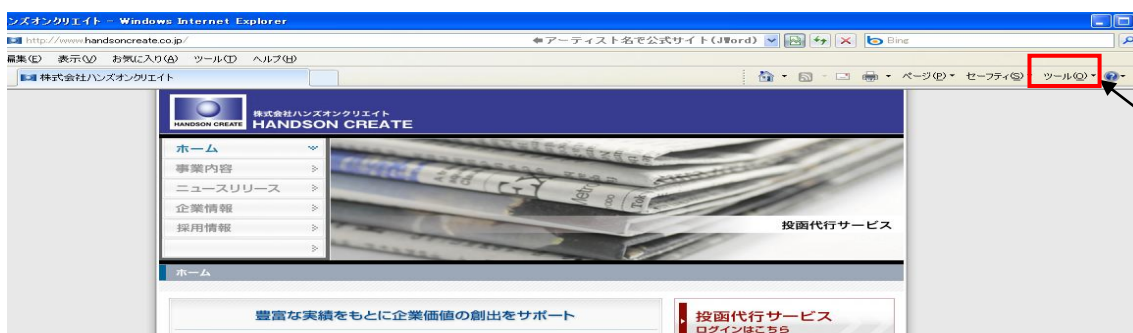 ンズオンクリエイト - Windows Internet Explorer
http://www.handsoncreate.co.jp/
アーティスト名で公式サイト(JWord)
Bing
編集(E) 表示(V) お気に入り(A) ツール(T) ヘルプ(H)
株式会社ハンズオンクリエイト
ページ(P) セーフティ(S) ツール(O)
HANDSON CREATE
株式会社ハンズオンクリエイト
HANDSON CREATE
ホーム
事業内容
ニュースリリース
企業情報
採用情報
投函代行サービス
ホーム
豊富な実績をもとに企業価値の創出をサポート
投函代行サービス
ログインはこちら